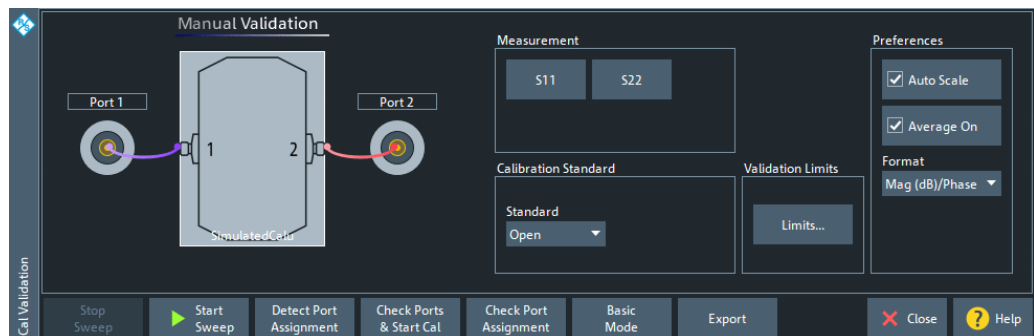 Manual Validation
Port 1
Port 2
1
2
SimulatedCalu
Measurement
S11
S22
Calibration Standard
Standard
Open
Validation Limits
Limits...
Preferences
Auto Scale
Average On
Format
Mag (dB)/Phase
Cal Validation
Stop
Sweep
Start
Sweep
Detect Port
Assignment
Check Ports
& Start Cal
Check Port
Assignment
Basic
Mode
Export
Close
Help